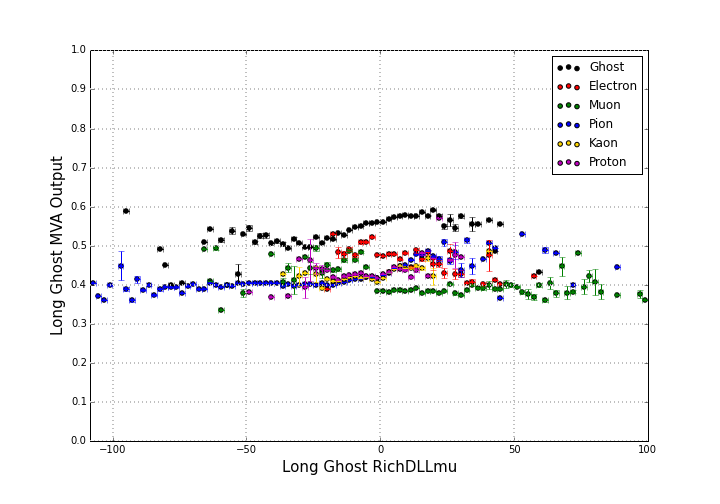 1.0
0.9
0.8
0.7
0.6
0.5
0.4
0.3
0.2
0.1
0.0
Long Ghost MVA Output
Ghost
Electron
Muon
Pion
Kaon
Proton
−100
−50
0
50
100
Long Ghost RichDLLmu